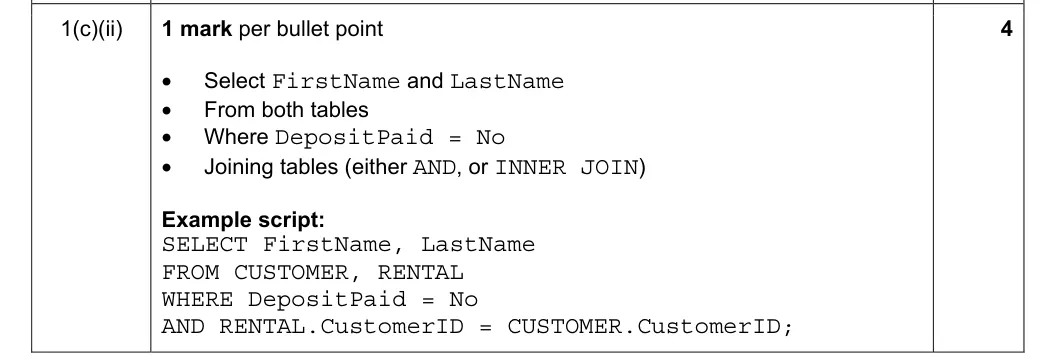 1(c)(ii) 1 mark per bullet point 4
• Select FirstName and LastName
• From both tables
• Where DepositPaid = No
• Joining tables (either AND, or INNER JOIN)
Example script:
SELECT FirstName, LastName
FROM CUSTOMER, RENTAL
WHERE DepositPaid = No
AND RENTAL.CustomerID = CUSTOMER.CustomerID;